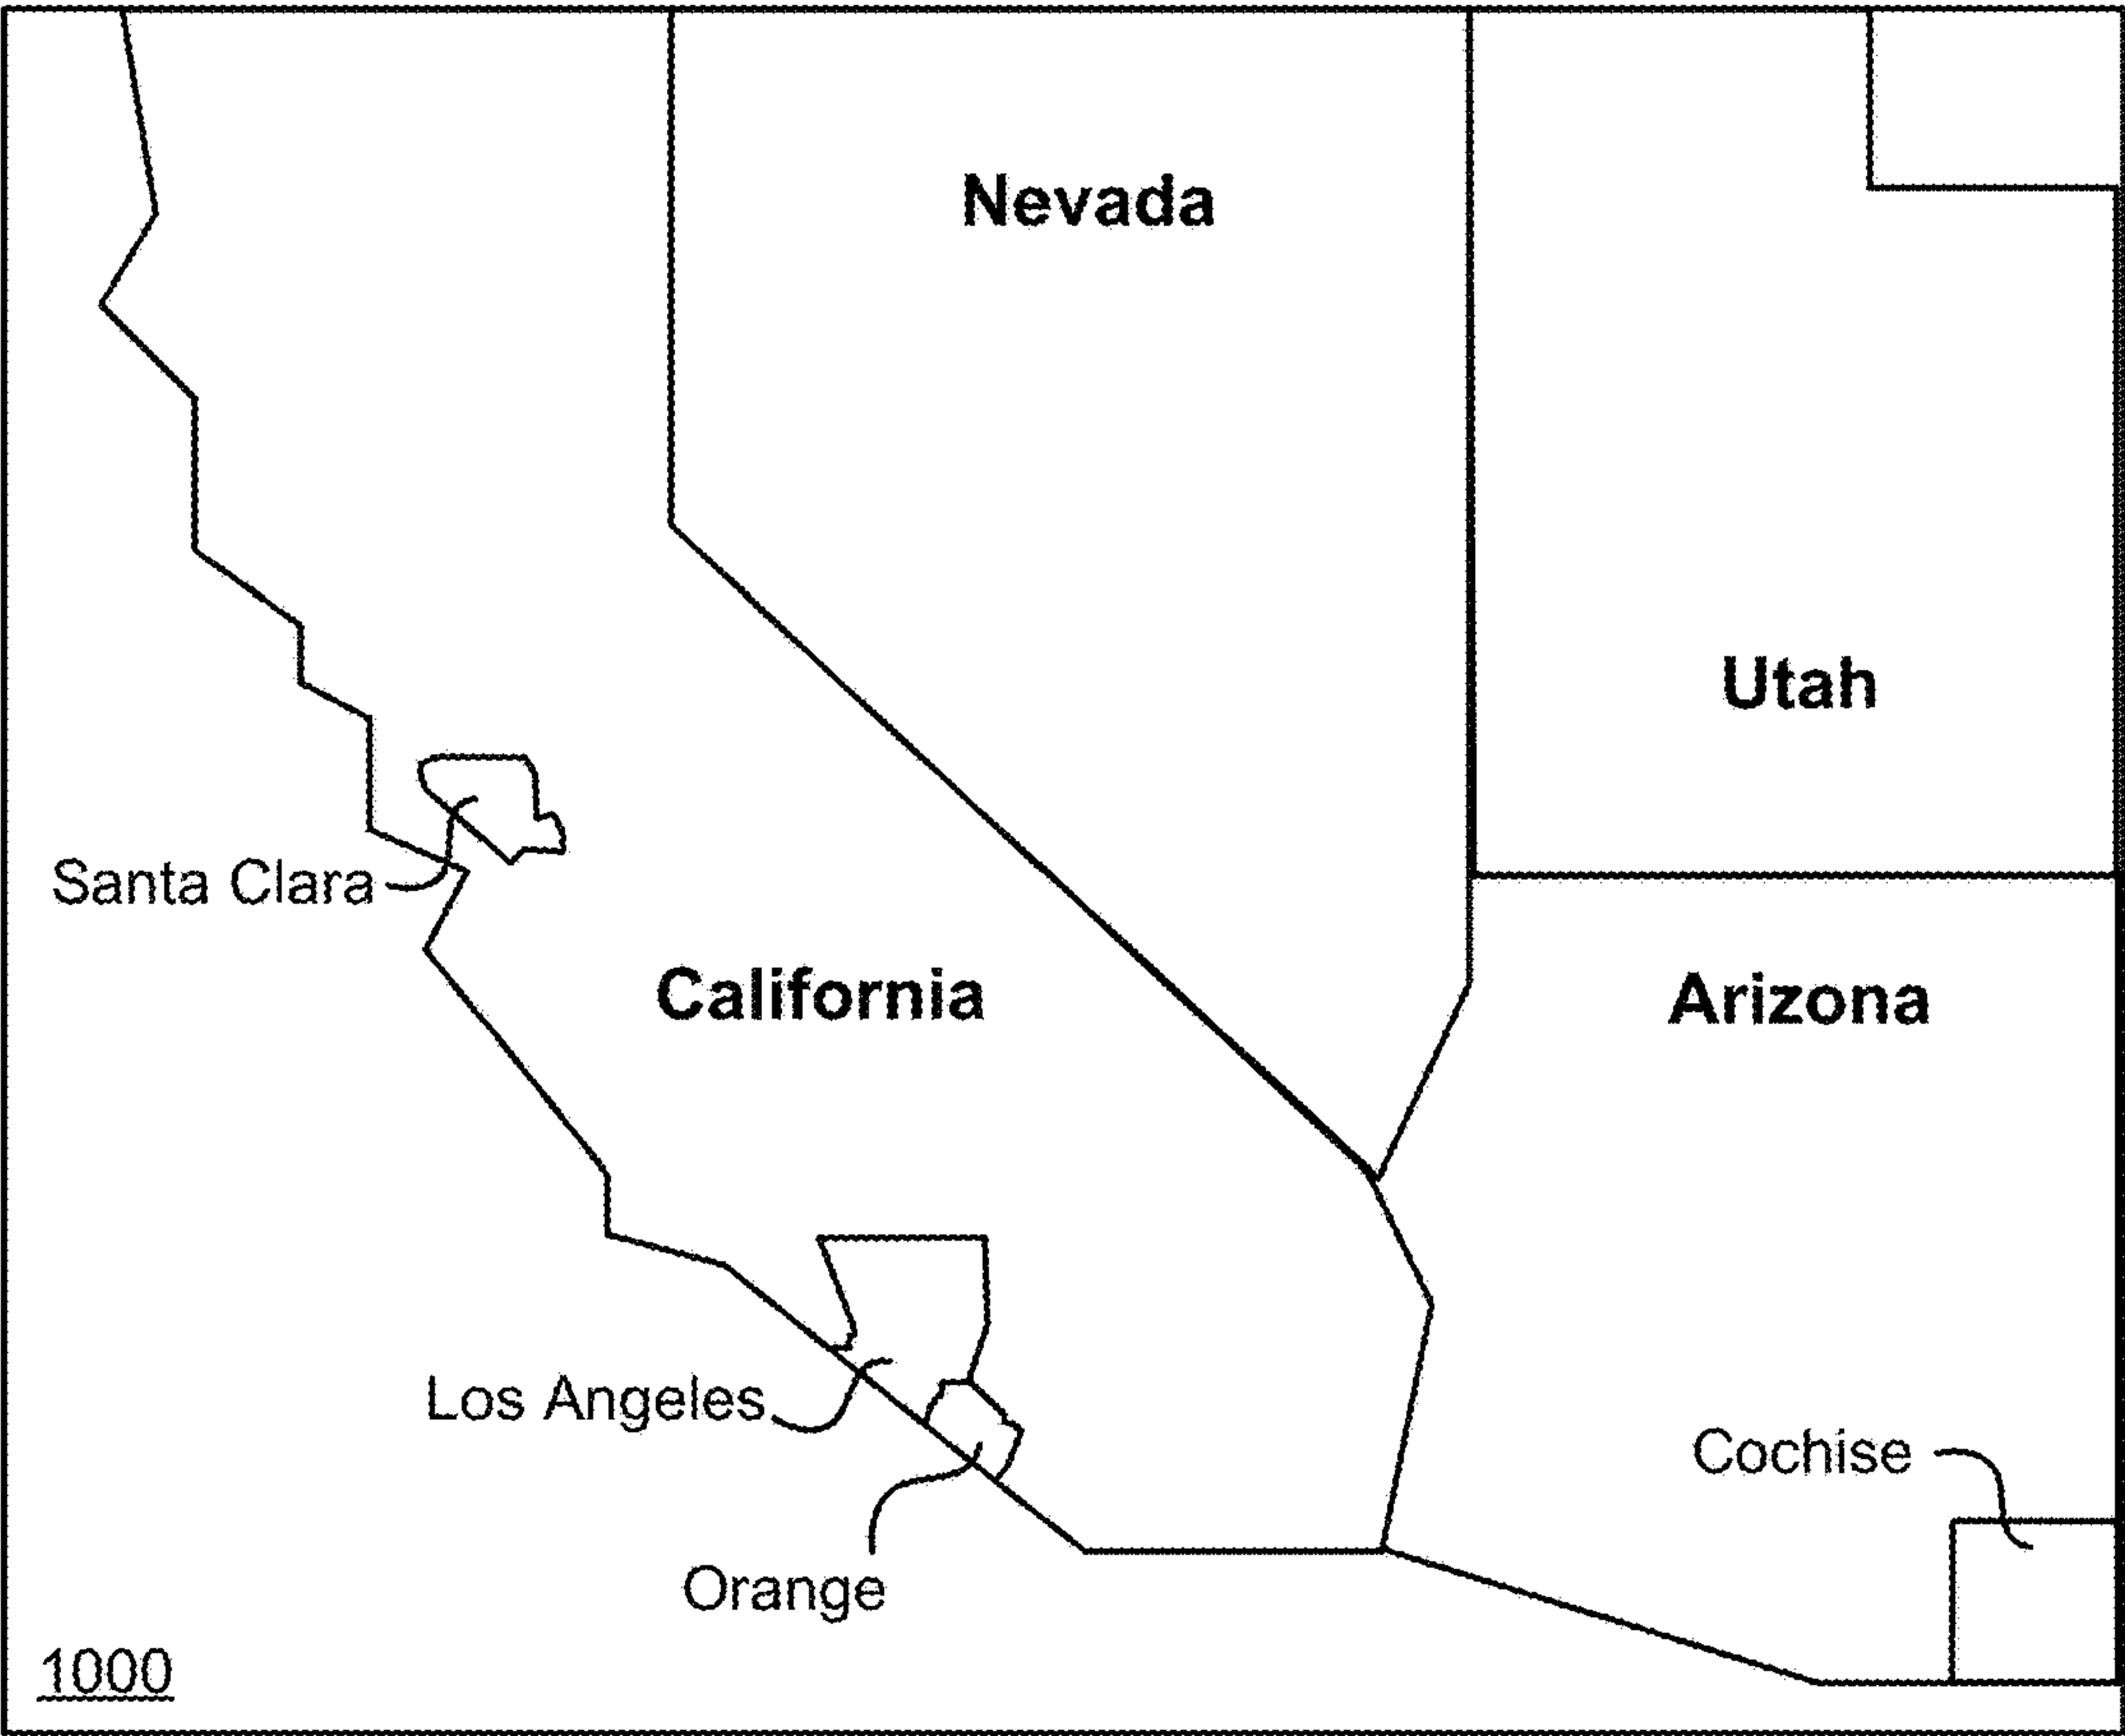 Nevada
Utah
Santa Clara
California
Arizona
Los Angeles
Cochise
Orange
1000